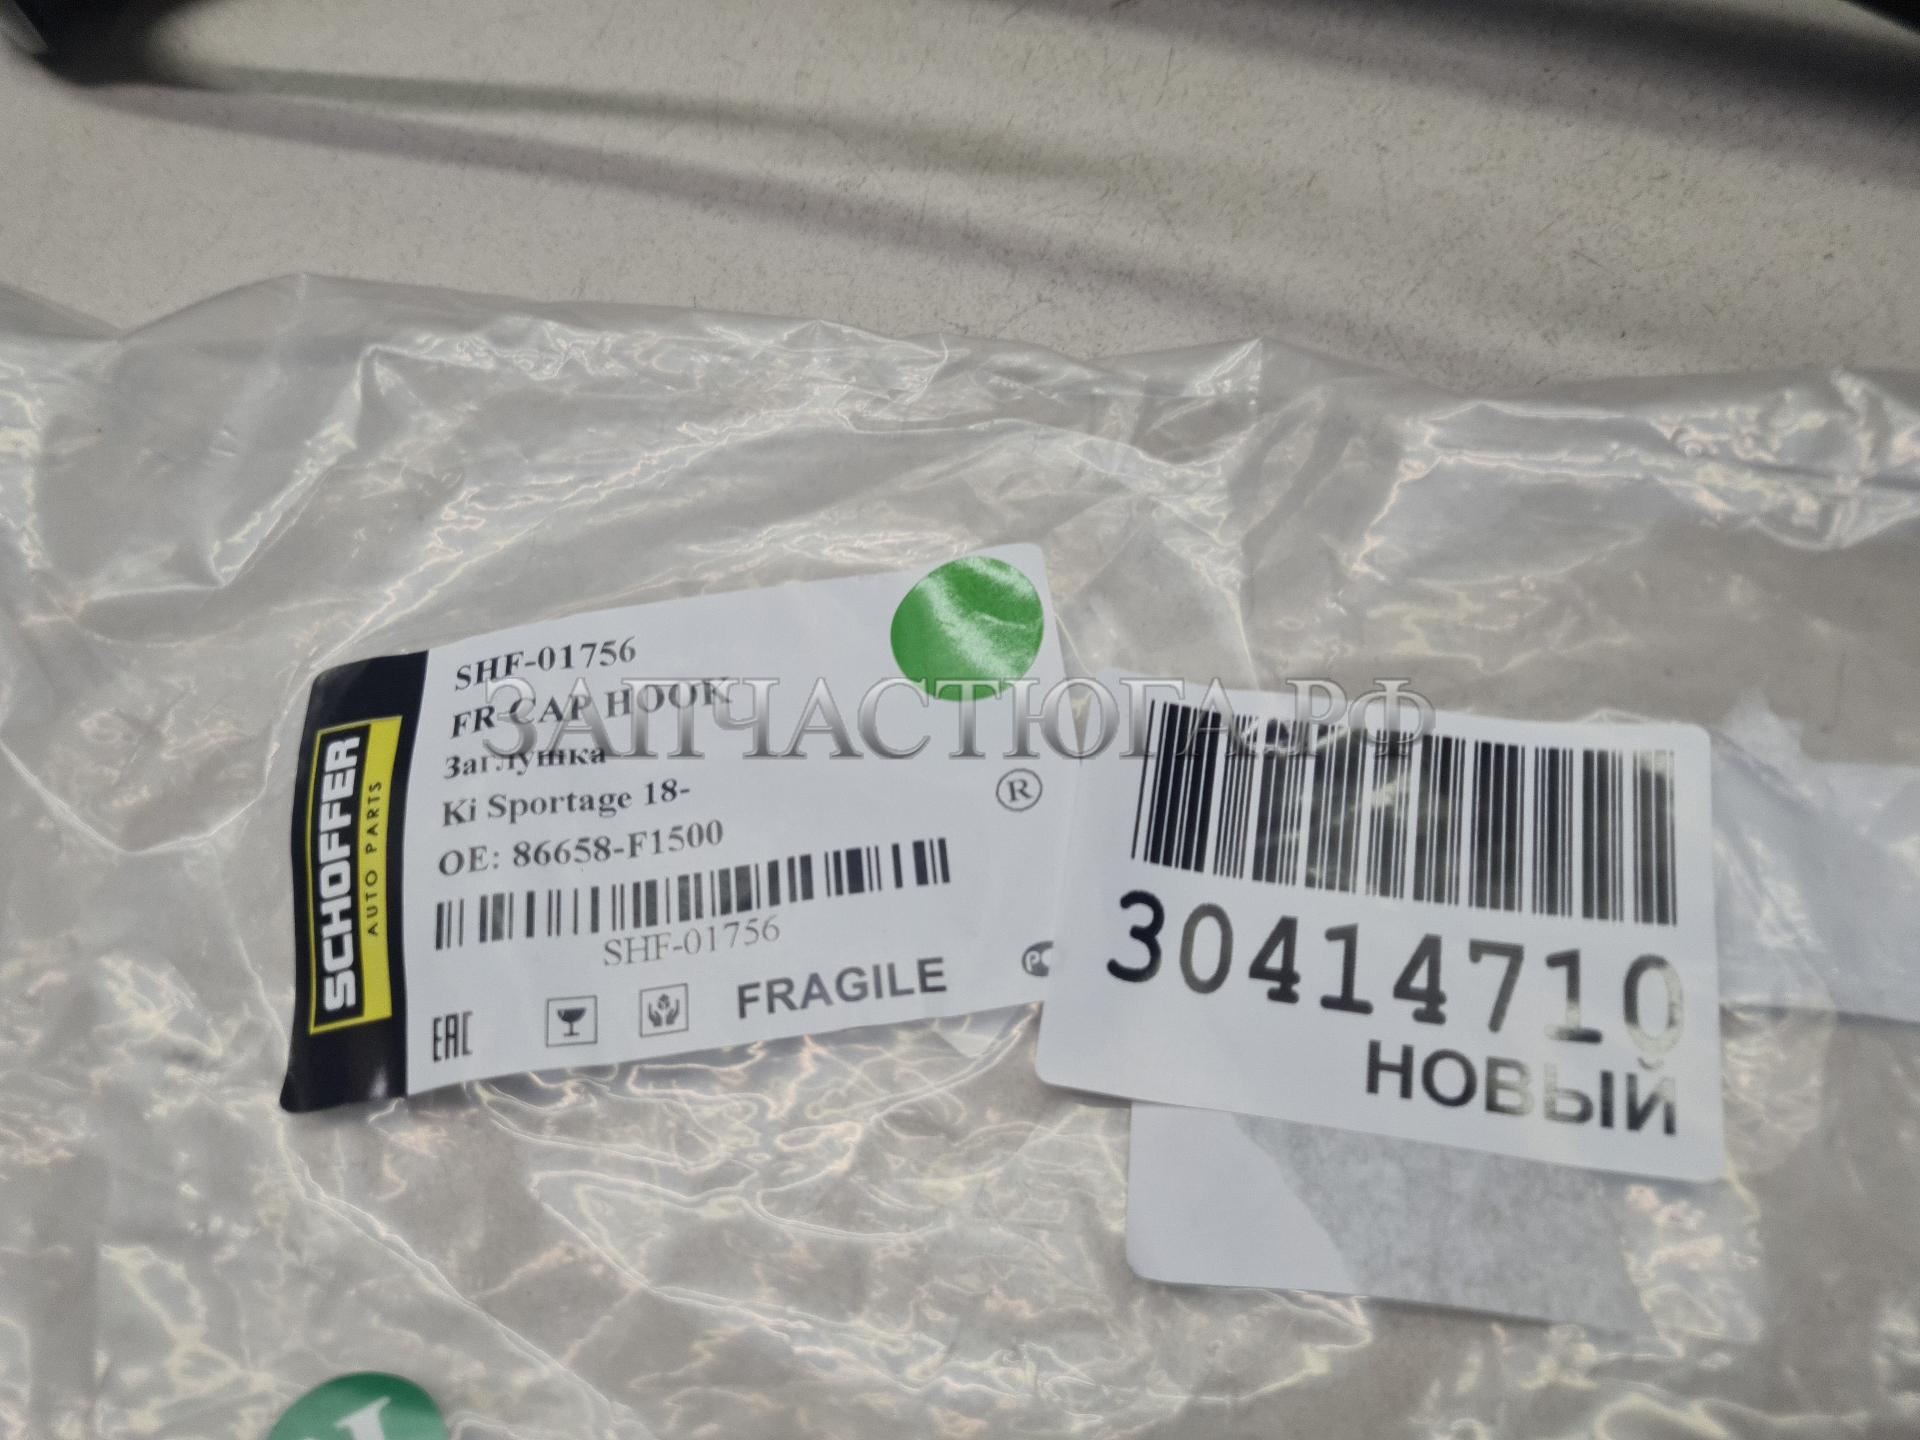 SHF-01756
FR CAP HOOK
Заглушка
Ki Sportage 18-
OE: 86658-F1500
SHF-01756
EAC
FRAGILE
®
PC
SCHOFFER
AUTO PARTS
ЗАПЧАСТЮГА.РФ
30414710
НОВЫЙ